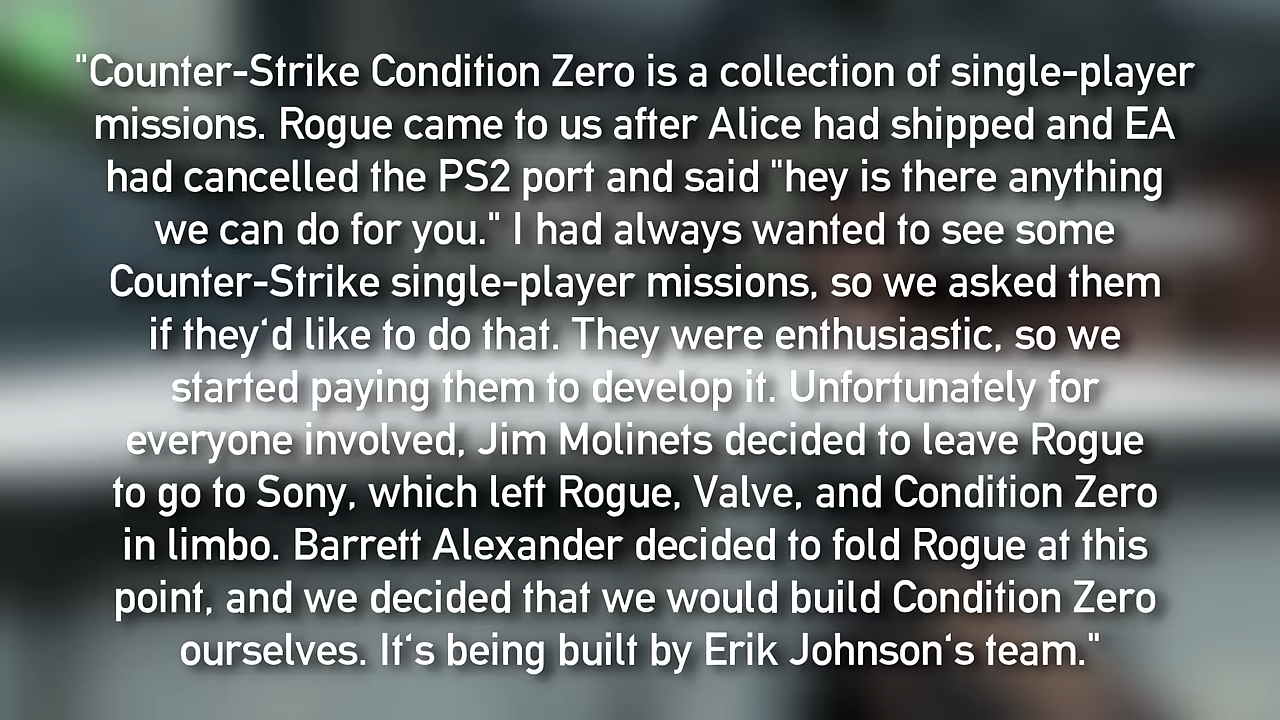 "Counter-Strike Condition Zero is a collection of single-player
missions. Rogue came to us after Alice had shipped and EA
had cancelled the PS2 port and said "hey is there anything
we can do for you." I had always wanted to see some
Counter-Strike single-player missions, so we asked them
if they‘d like to do that. They were enthusiastic, so we
started paying them to develop it. Unfortunately for
everyone involved, Jim Molinets decided to leave Rogue
to go to Sony, which left Rogue, Valve, and Condition Zero
in limbo. Barrett Alexander decided to fold Rogue at this
point, and we decided that we would build Condition Zero
ourselves. It‘s being built by Erik Johnson‘s team."